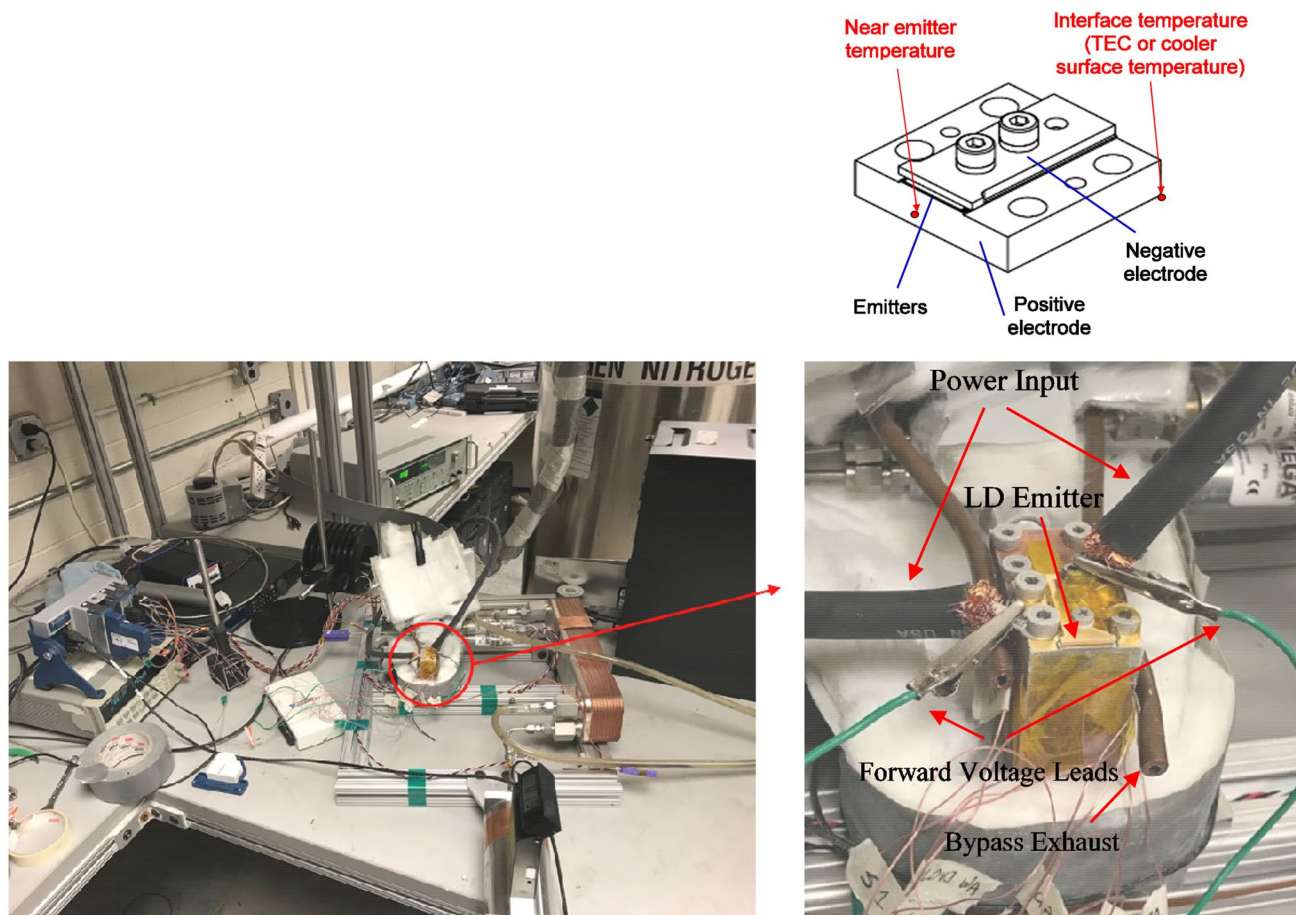 Near emitter
temperature
Interface temperature
(TEC or cooler
surface temperature)
Negative
electrode
Emitters
Positive
electrode
NITROGE
Power Input
LD Emitter
Forward Voltage Leads
Bypass Exhaust